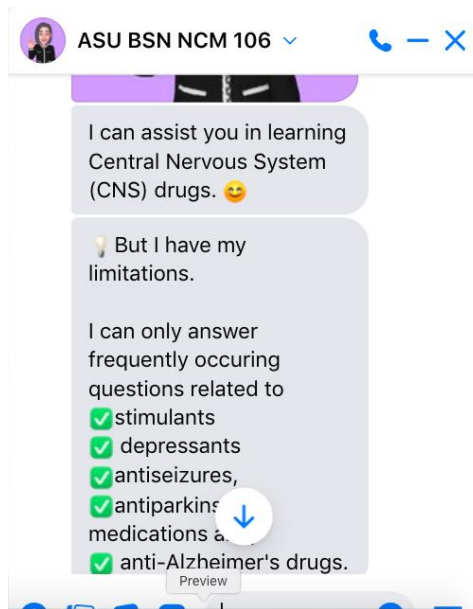 ASU BSN NCM 106
I can assist you in learning
Central Nervous System
(CNS) drugs. 😊
💡 But I have my
limitations.
I can only answer
frequently occuring
questions related to
✅stimulants
✅ depressants
✅antiseizures,
✅antiparkins
medications a
✅ anti-Alzheimer's drugs.
Preview